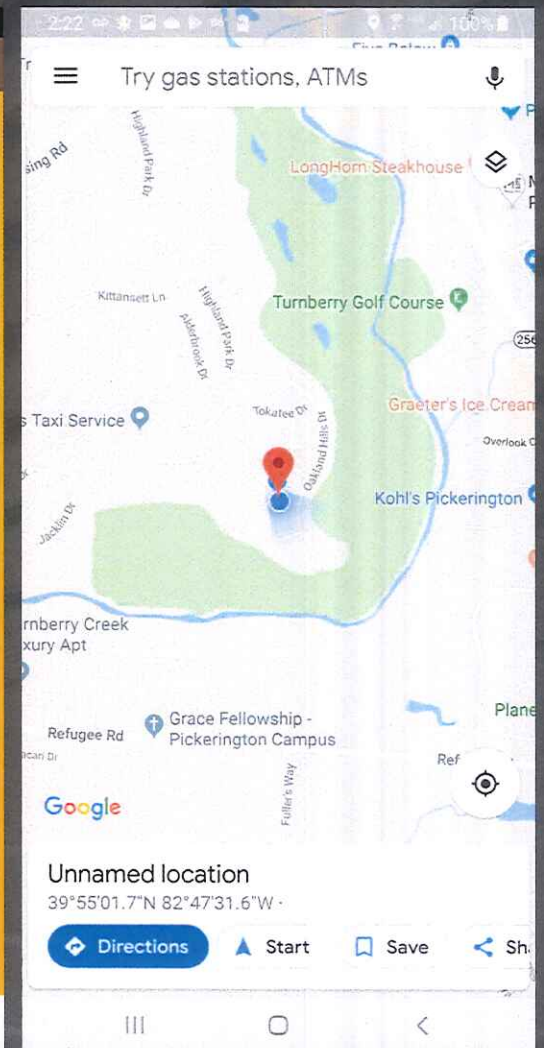 2:22
100%
Five Below
Try gas stations, ATMs
sing Rd
Highland Park Dr
LongHorn Steakhouse
Kittansett Ln
Highland Park Dr
Alderbrook Dr
Turnberry Golf Course
256
s Taxi Service
Tokatee Dr
Graeter's Ice Cream
Oakland Hills Dr
Overlook
Kohl's Pickerington
Jacklin Dr
rnberry Creek
xury Apt
Plane
Grace Fellowship -
Pickerington Campus
Refugee Rd
Ref
Fuller's Way
Google
Unnamed location
39°55'01.7"N 82°47'31.6"W ·
Directions
Start
Save
Sh